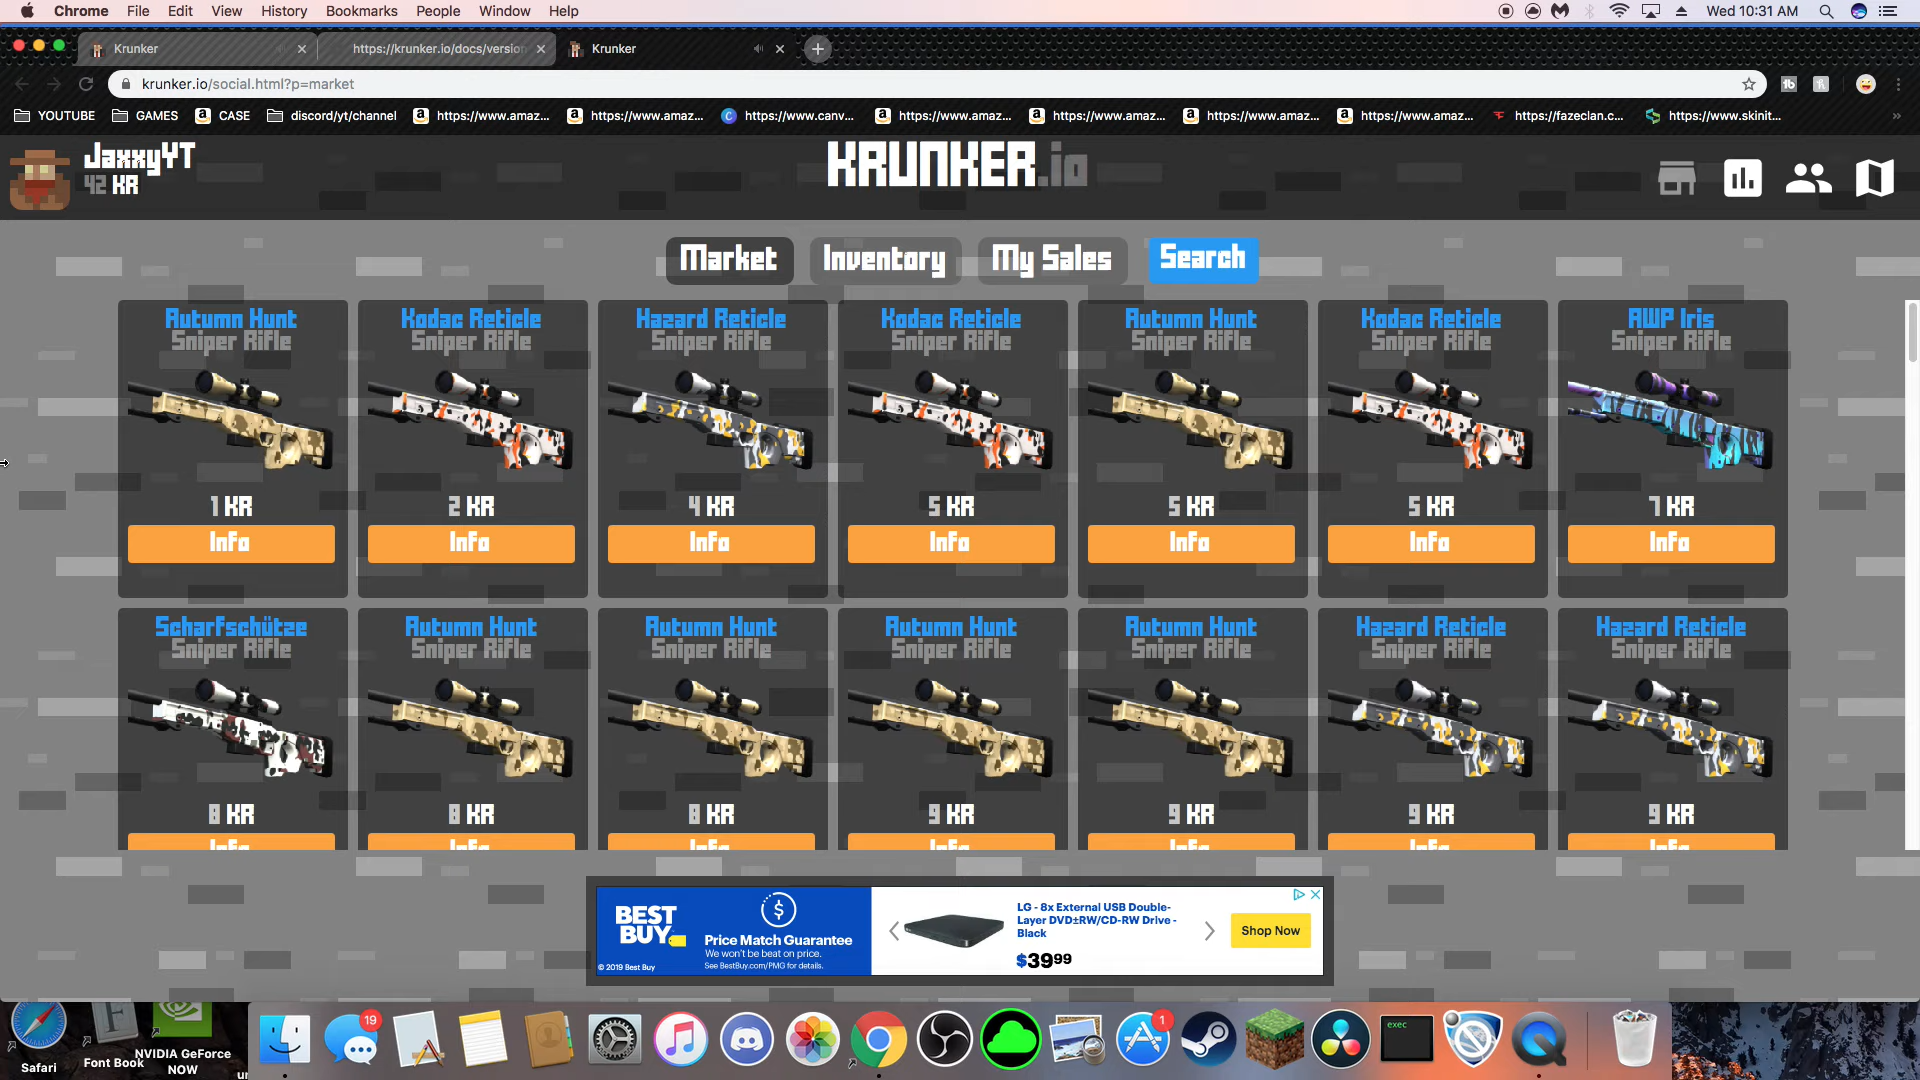 Chrome File Edit View History Bookmarks People Window Help Wed 10:31 AM
Krunker https://krunker.io/docs/version Krunker
krunker.io/social.html?p=market
YOUTUBE GAMES CASE discord/yt/channel https://www.amaz... https://www.amaz... https://www.canv... https://www.amaz... https://www.amaz... https://www.amaz... https://www.amaz... https://fazeclan.c... https://www.skinit...
JaxxyYT
42 KR
KRUNKER.io
Market Inventory My Sales Search
Autumn Hunt Kodac Reticle Hazard Reticle Kodac Reticle Autumn Hunt Kodac Reticle AWP Iris
Sniper Rifle Sniper Rifle Sniper Rifle Sniper Rifle Sniper Rifle Sniper Rifle Sniper Rifle
1 KR 2 KR 4 KR 5 KR 5 KR 5 KR 7 KR
Info Info Info Info Info Info Info
Scharfschütze Autumn Hunt Autumn Hunt Autumn Hunt Autumn Hunt Hazard Reticle Hazard Reticle
Sniper Rifle Sniper Rifle Sniper Rifle Sniper Rifle Sniper Rifle Sniper Rifle Sniper Rifle
8 KR 8 KR 8 KR 9 KR 9 KR 9 KR 9 KR
Info Info Info Info Info Info Info
BEST
BUY
© 2019 Best Buy
$
Price Match Guarantee
We won't be beat on price.
See BestBuy.com/PMG for details.
LG - 8x External USB Double-
Layer DVD±RW/CD-RW Drive -
Black
$3999
Shop Now
19
1
exec
Safari
Font Book
NVIDIA GeForce
NOW